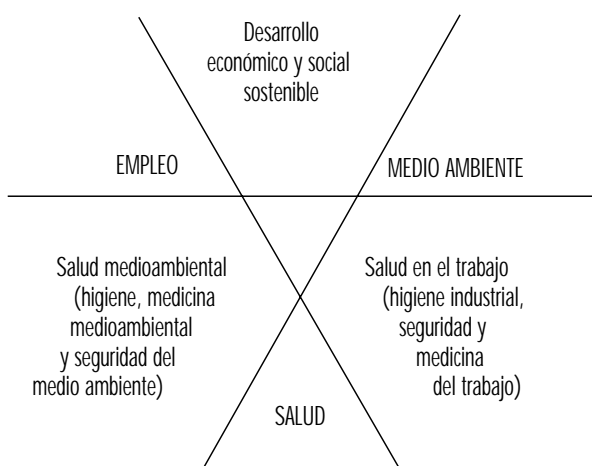 Desarrollo
económico y social
sostenible
EMPLEO
MEDIO AMBIENTE
Salud medioambiental
(higiene, medicina
medioambiental
y seguridad del
medio ambiente)
Salud en el trabajo
(higiene industrial,
seguridad y
medicina
del trabajo)
SALUD